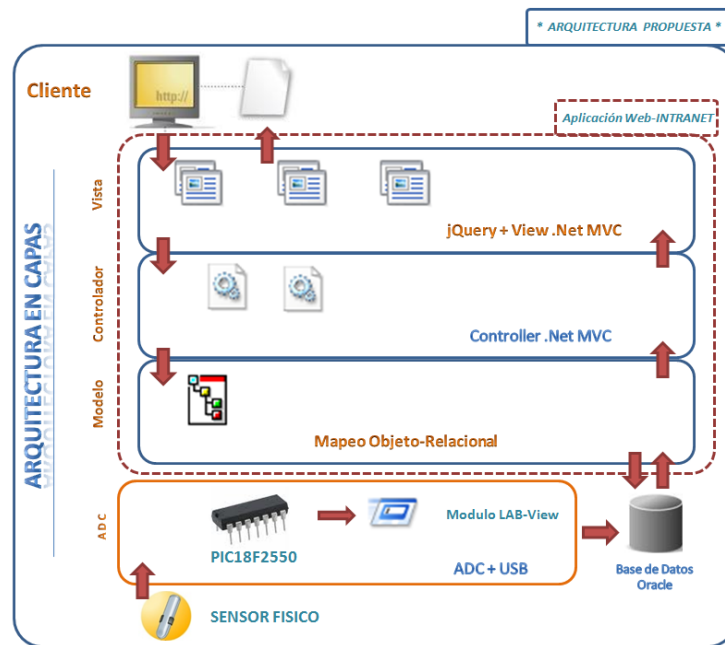 * ARQUITECTURA PROPUESTA *
Cliente
http://
Aplicación Web-INTRANET
ARQUITECTURA EN CAPAS
Vista
jQuery + View .Net MVC
Controlador
Controller .Net MVC
Modelo
Mapeo Objeto-Relacional
A D C
PIC18F2550
Modulo LAB-View
ADC + USB
Base de Datos
Oracle
SENSOR FISICO